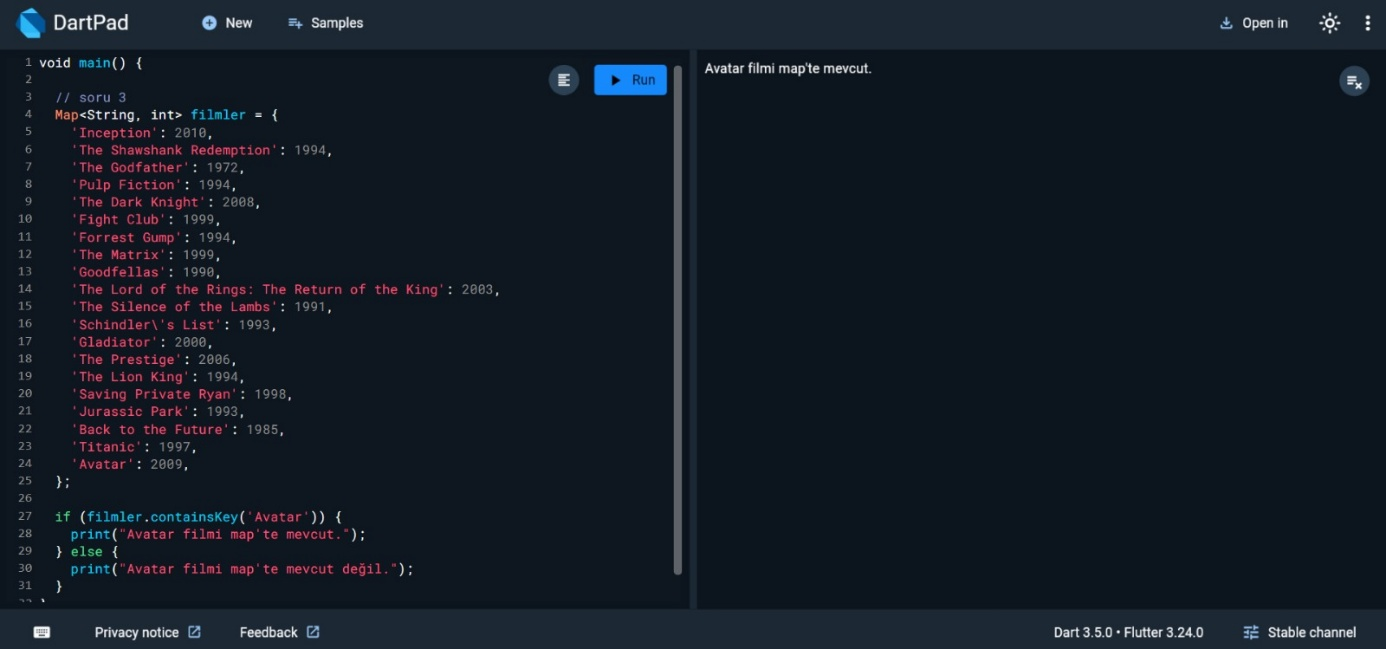 DartPad
New
Samples
Open in
1 void main() {
2
3 // soru 3
4 Map<String, int> filmler = {
5 'Inception': 2010,
6 'The Shawshank Redemption': 1994,
7 'The Godfather': 1972,
8 'Pulp Fiction': 1994,
9 'The Dark Knight': 2008,
10 'Fight Club': 1999,
11 'Forrest Gump': 1994,
12 'The Matrix': 1999,
13 'Goodfellas': 1990,
14 'The Lord of the Rings: The Return of the King': 2003,
15 'The Silence of the Lambs': 1991,
16 'Schindler\'s List': 1993,
17 'Gladiator': 2000,
18 'The Prestige': 2006,
19 'The Lion King': 1994,
20 'Saving Private Ryan': 1998,
21 'Jurassic Park': 1993,
22 'Back to the Future': 1985,
23 'Titanic': 1997,
24 'Avatar': 2009,
25 };
26
27 if (filmler.containsKey('Avatar')) {
28 print("Avatar filmi map'te mevcut.");
29 } else {
30 print("Avatar filmi map'te mevcut değil.");
31 }
Run
Avatar filmi map'te mevcut.
Privacy notice
Feedback
Dart 3.5.0 • Flutter 3.24.0
Stable channel